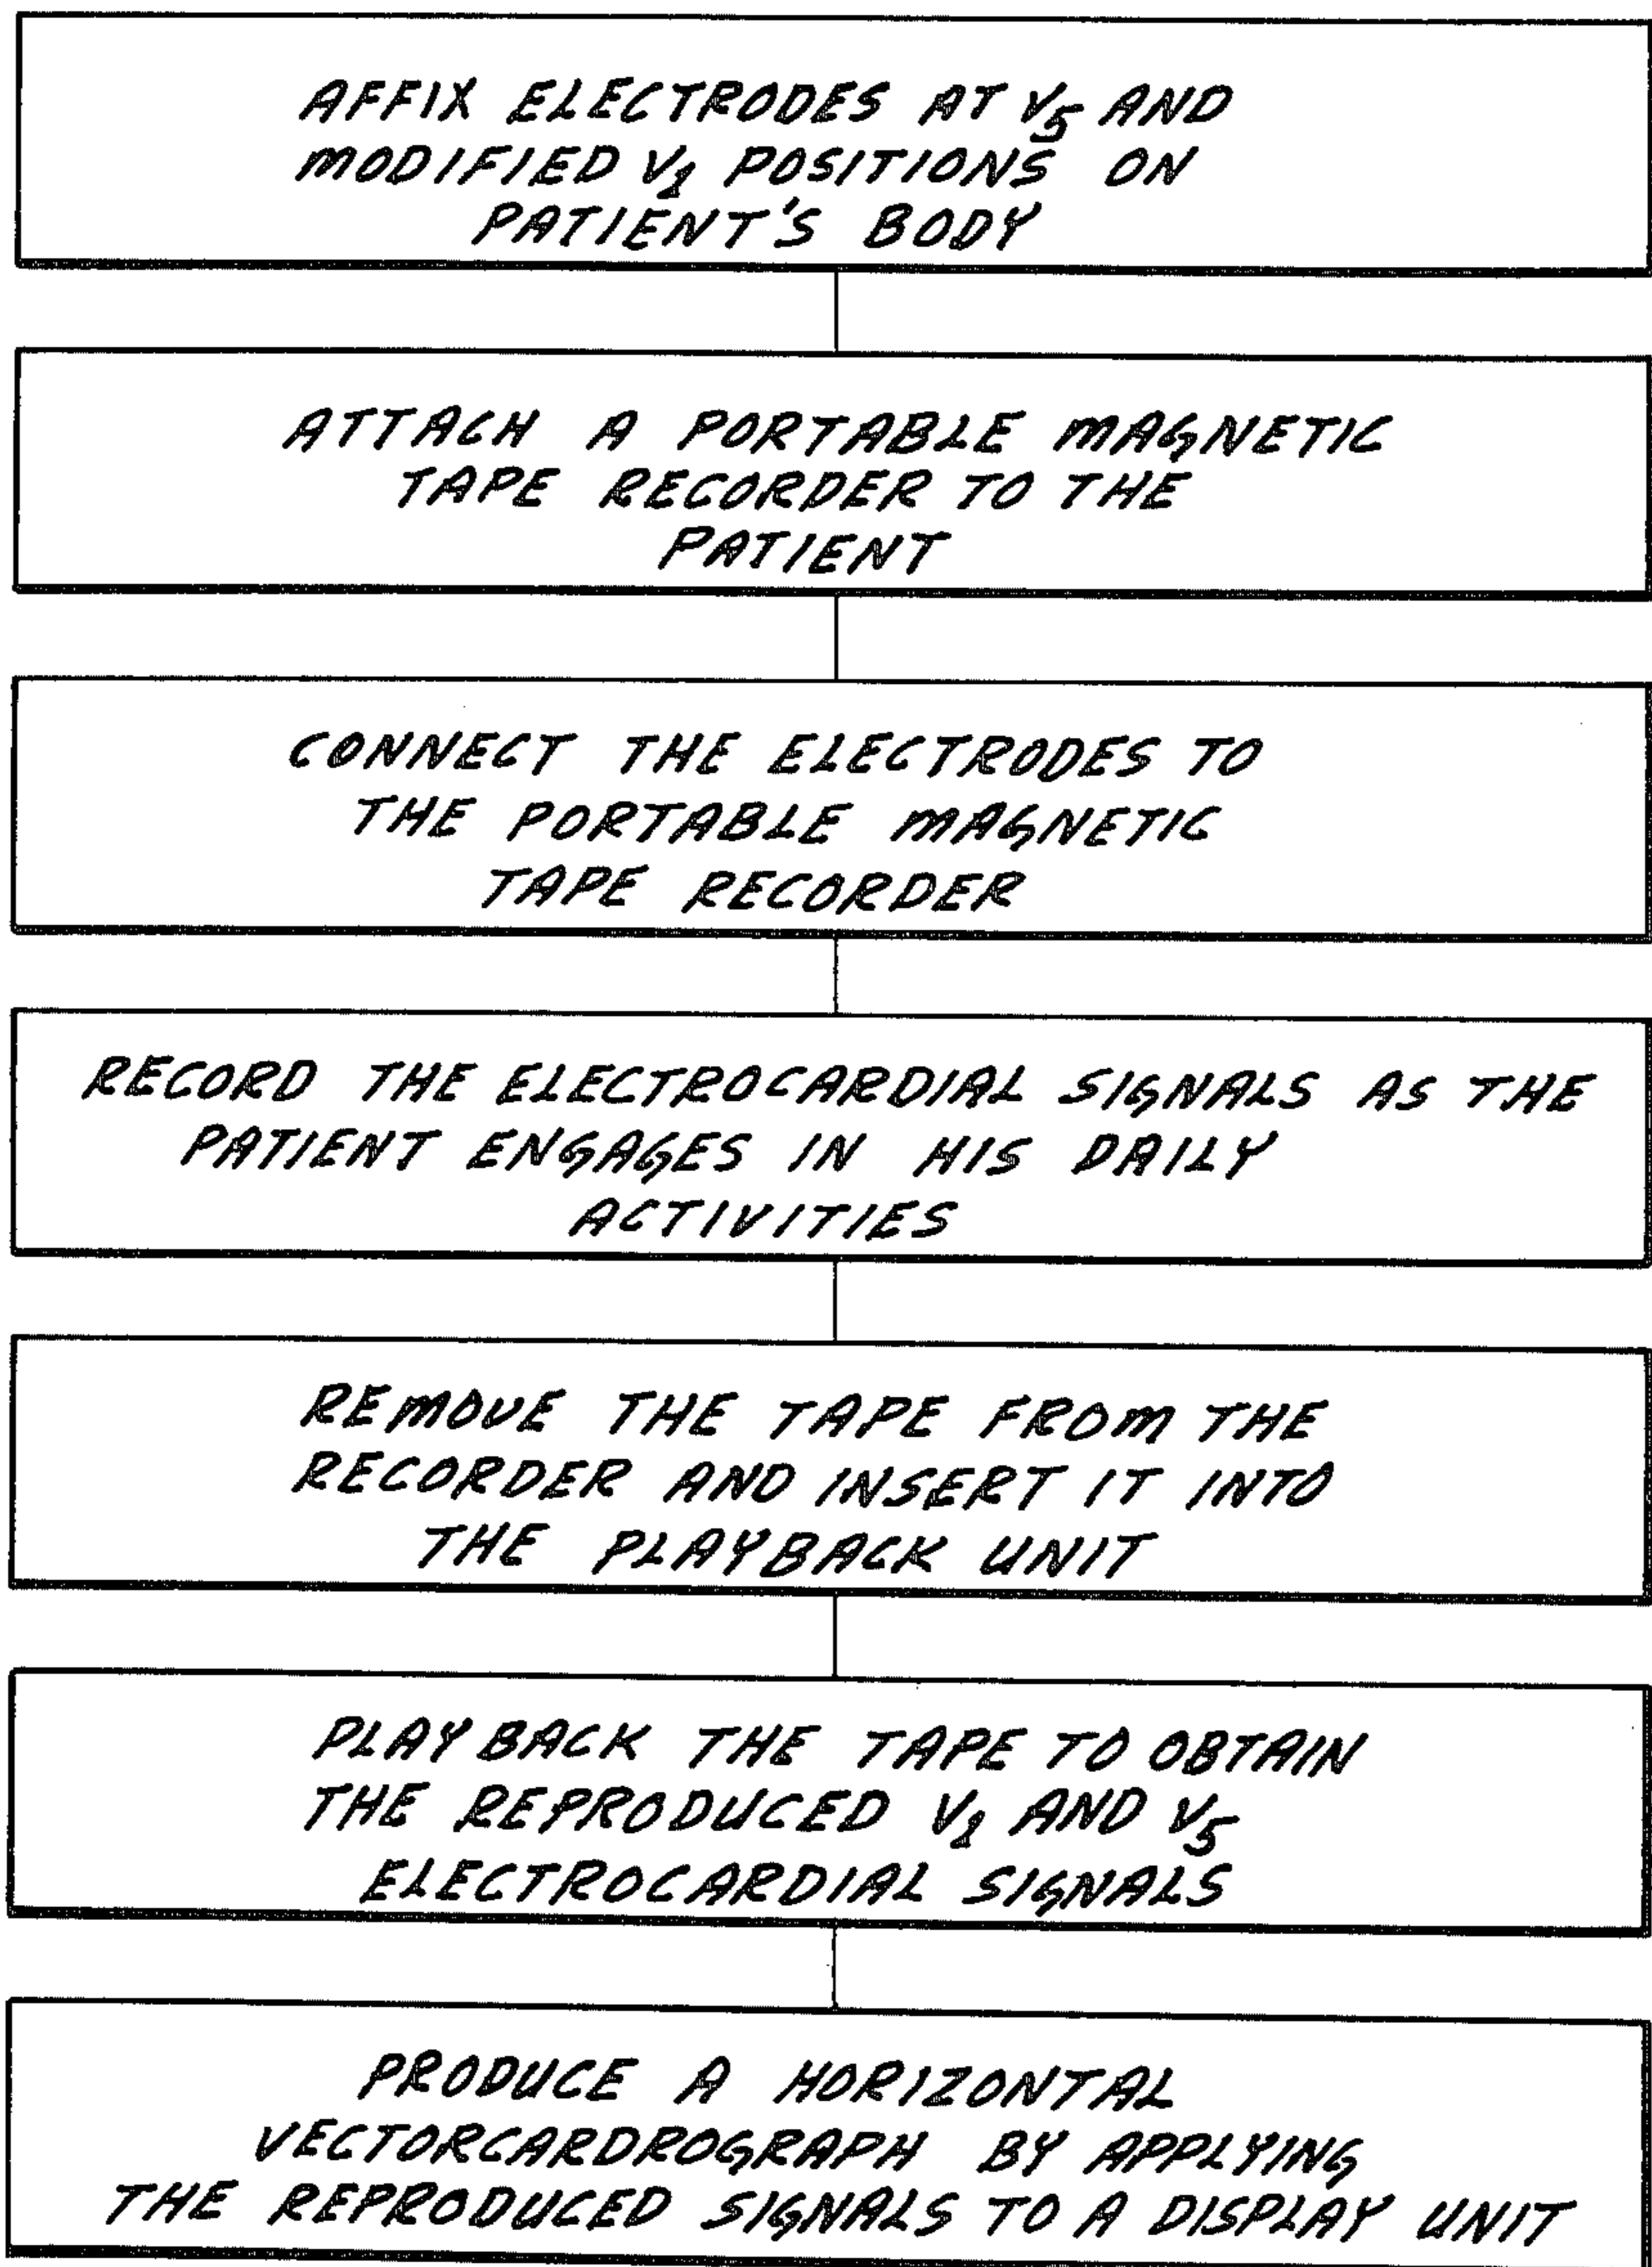 AFFIX ELECTRODES AT V5 AND
MODIFIED V1 POSITIONS ON
PATIENT'S BODY
ATTACH A PORTABLE MAGNETIC
TAPE RECORDER TO THE
PATIENT
CONNECT THE ELECTRODES TO
THE PORTABLE MAGNETIC
TAPE RECORDER
RECORD THE ELECTROCARDIAL SIGNALS AS THE
PATIENT ENGAGES IN HIS DAILY
ACTIVITIES
REMOVE THE TAPE FROM THE
RECORDER AND INSERT IT INTO
THE PLAYBACK UNIT
PLAYBACK THE TAPE TO OBTAIN
THE REPRODUCED V1 AND V5
ELECTROCARDIAL SIGNALS
PRODUCE A HORIZONTAL
VECTORCARDROGRAPH BY APPLYING
THE REPRODUCED SIGNALS TO A DISPLAY UNIT